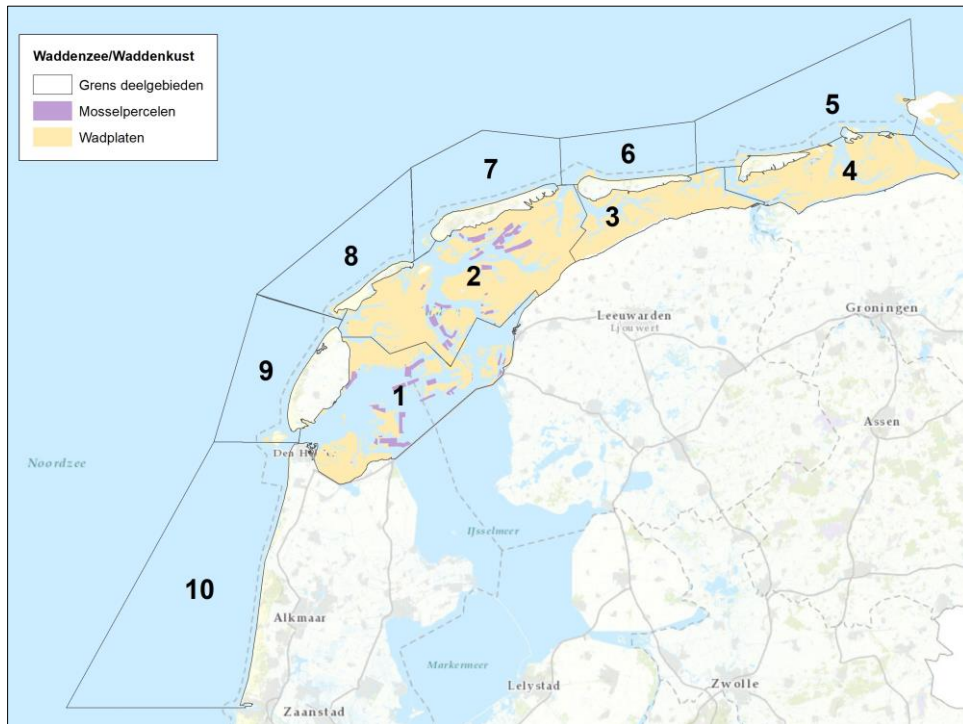 Waddenzee/Waddenkust
Grens deelgebieden
Mosselpercelen
Wadplaten
5
6
7
4
3
8
2
Leeuwarden
Ljouwert
Groningen
9
1
Assen
Noordzee
Den H
IJsselmeer
10
Alkmaar
Markermeer
Lelystad
Zwolle
Zaanstad